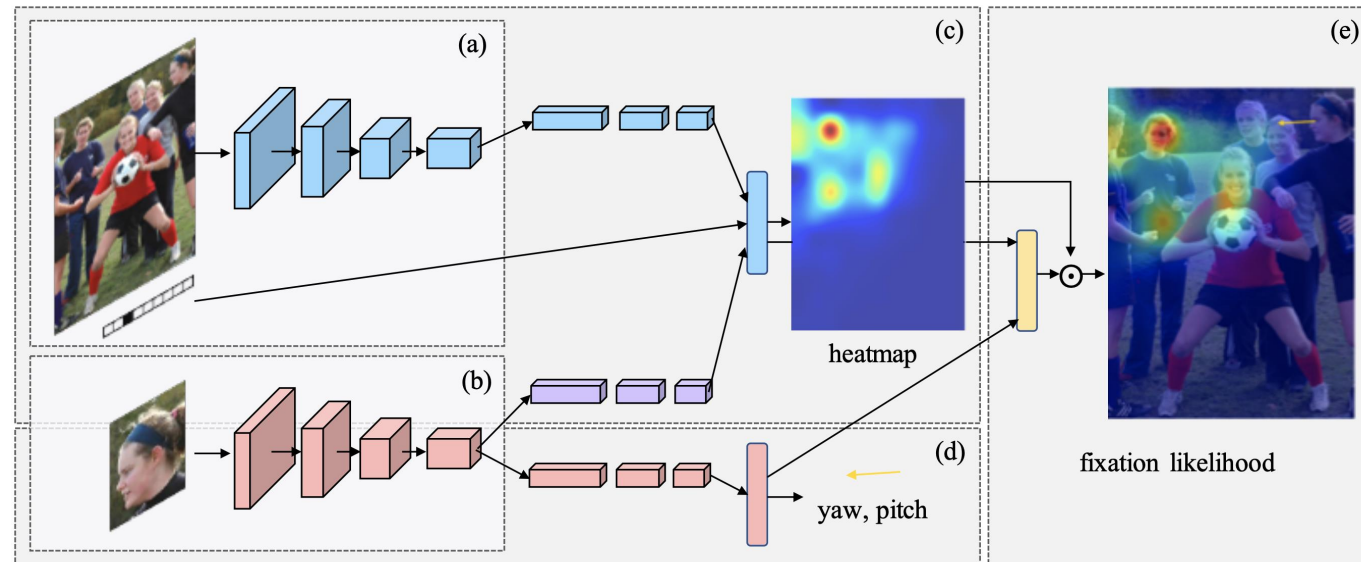 (a)
(c)
(e)
heatmap
(b)
(d)
yaw, pitch
fixation likelihood